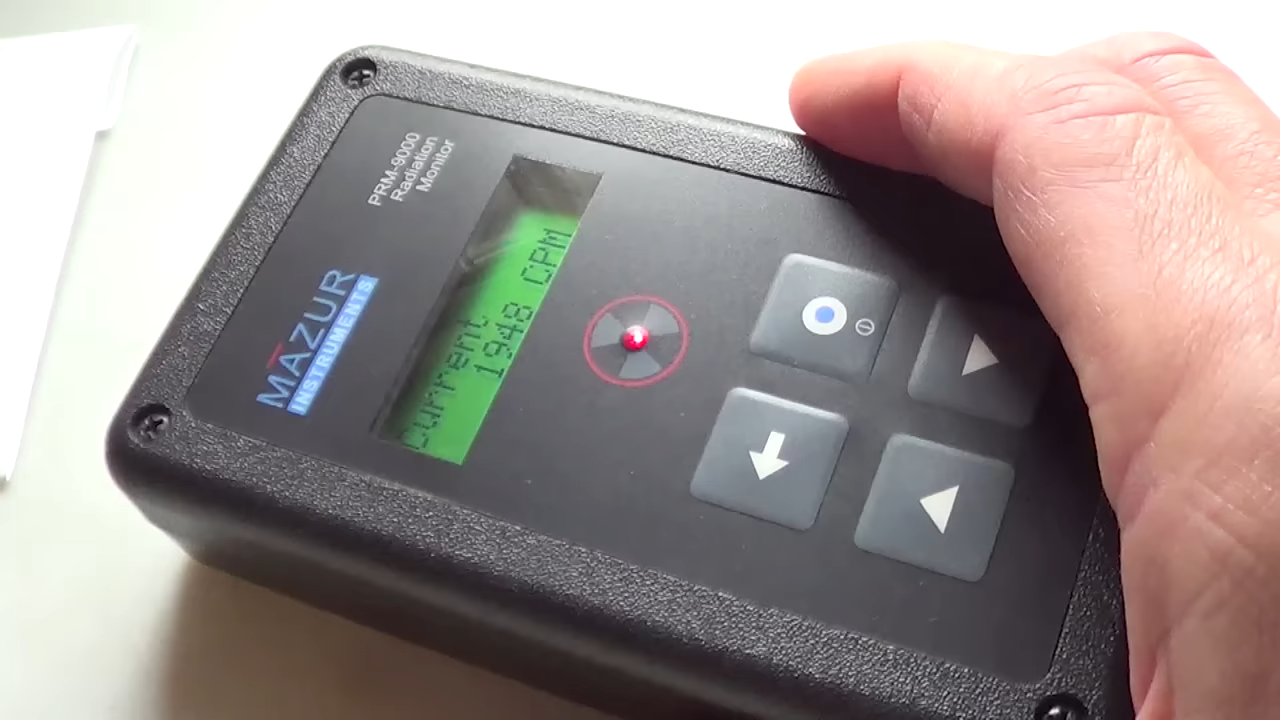 MAZUR
INSTRUMENTS
PRM-9000
Radiation
Monitor
Current
1948 CPM